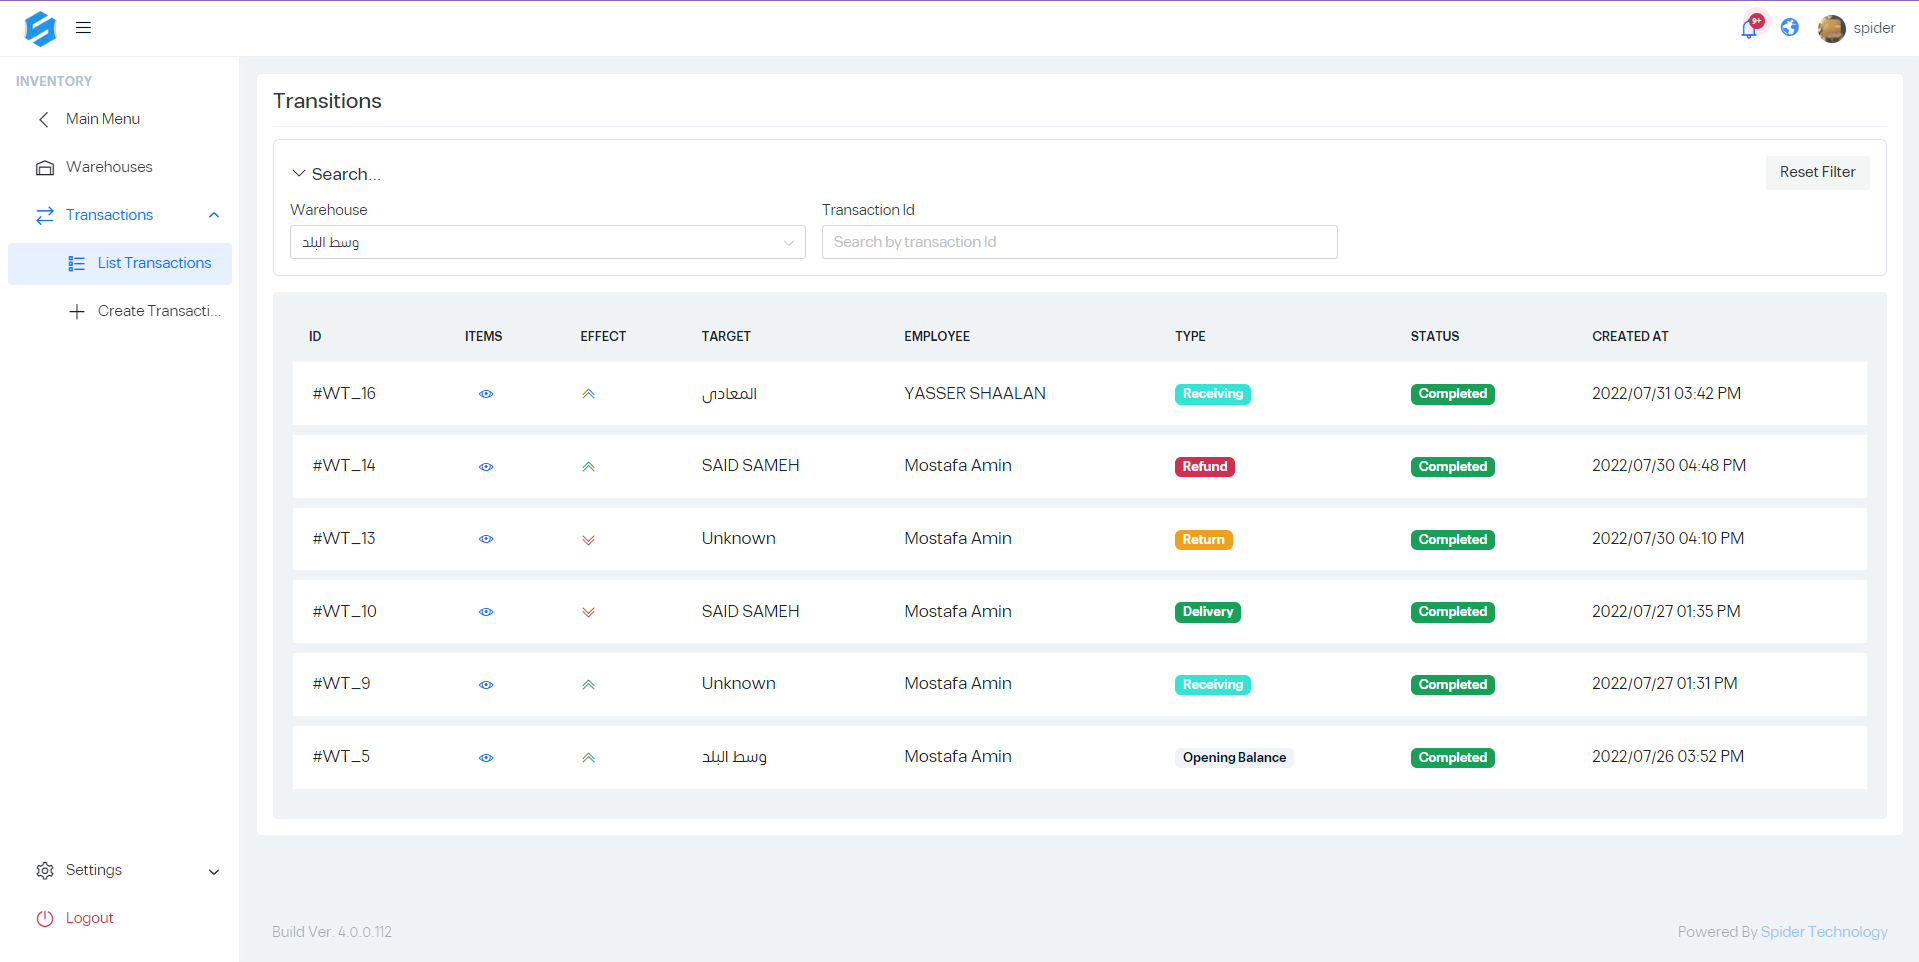 9+
spider
INVENTORY
Main Menu
Warehouses
Transactions
List Transactions
Create Transacti...
Settings
Logout
Transitions
Search...
Reset Filter
Warehouse
Transaction Id
وسط البلد
Search by transaction Id
ID ITEMS EFFECT TARGET EMPLOYEE TYPE STATUS CREATED AT
#WT_16 المعادى YASSER SHAALAN Receiving Completed 2022/07/31 03:42 PM
#WT_14 SAID SAMEH Mostafa Amin Refund Completed 2022/07/30 04:48 PM
#WT_13 Unknown Mostafa Amin Return Completed 2022/07/30 04:10 PM
#WT_10 SAID SAMEH Mostafa Amin Delivery Completed 2022/07/27 01:35 PM
#WT_9 Unknown Mostafa Amin Receiving Completed 2022/07/27 01:31 PM
#WT_5 وسط البلد Mostafa Amin Opening Balance Completed 2022/07/26 03:52 PM
Build Ver. 4.0.0.112
Powered By Spider Technology